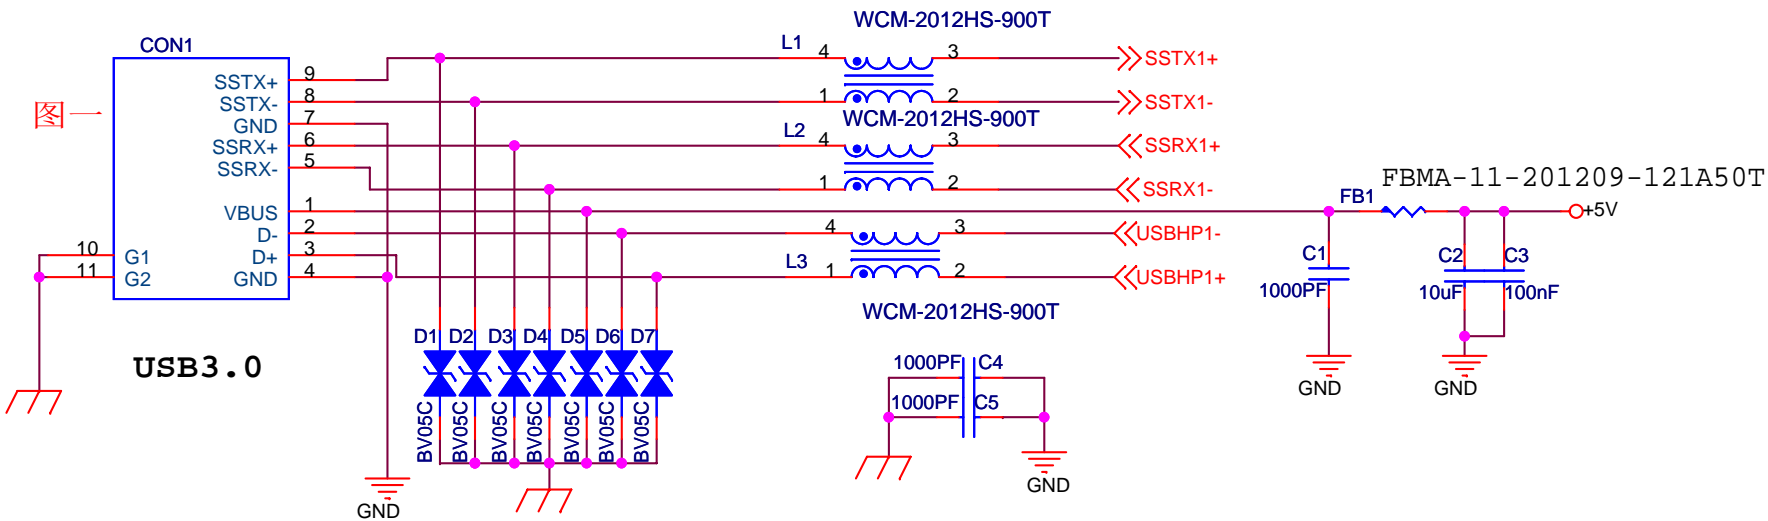 WCM-2012HS-900T
CON1
L1
4
3
SSTX+
9
SSTX1+
SSTX-
8
1
2
SSTX1-
图一
GND
7
WCM-2012HS-900T
SSRX+
6
L2
4
3
SSRX1+
SSRX-
5
1
2
SSRX1-
FBMA-11-201209-121A50T
VBUS
1
FB1
+5V
D-
2
4
3
USBHP1-
10
G1
D+
3
L3
C1
C2
C3
11
G2
GND
4
1
2
USBHP1+
1000PF
10uF
100nF
WCM-2012HS-900T
D1
D2
D3
D4
D5
D6
D7
USB3.0
1000PF
C4
GND
GND
1000PF
C5
BV05C
BV05C
BV05C
BV05C
BV05C
BV05C
BV05C
GND
GND